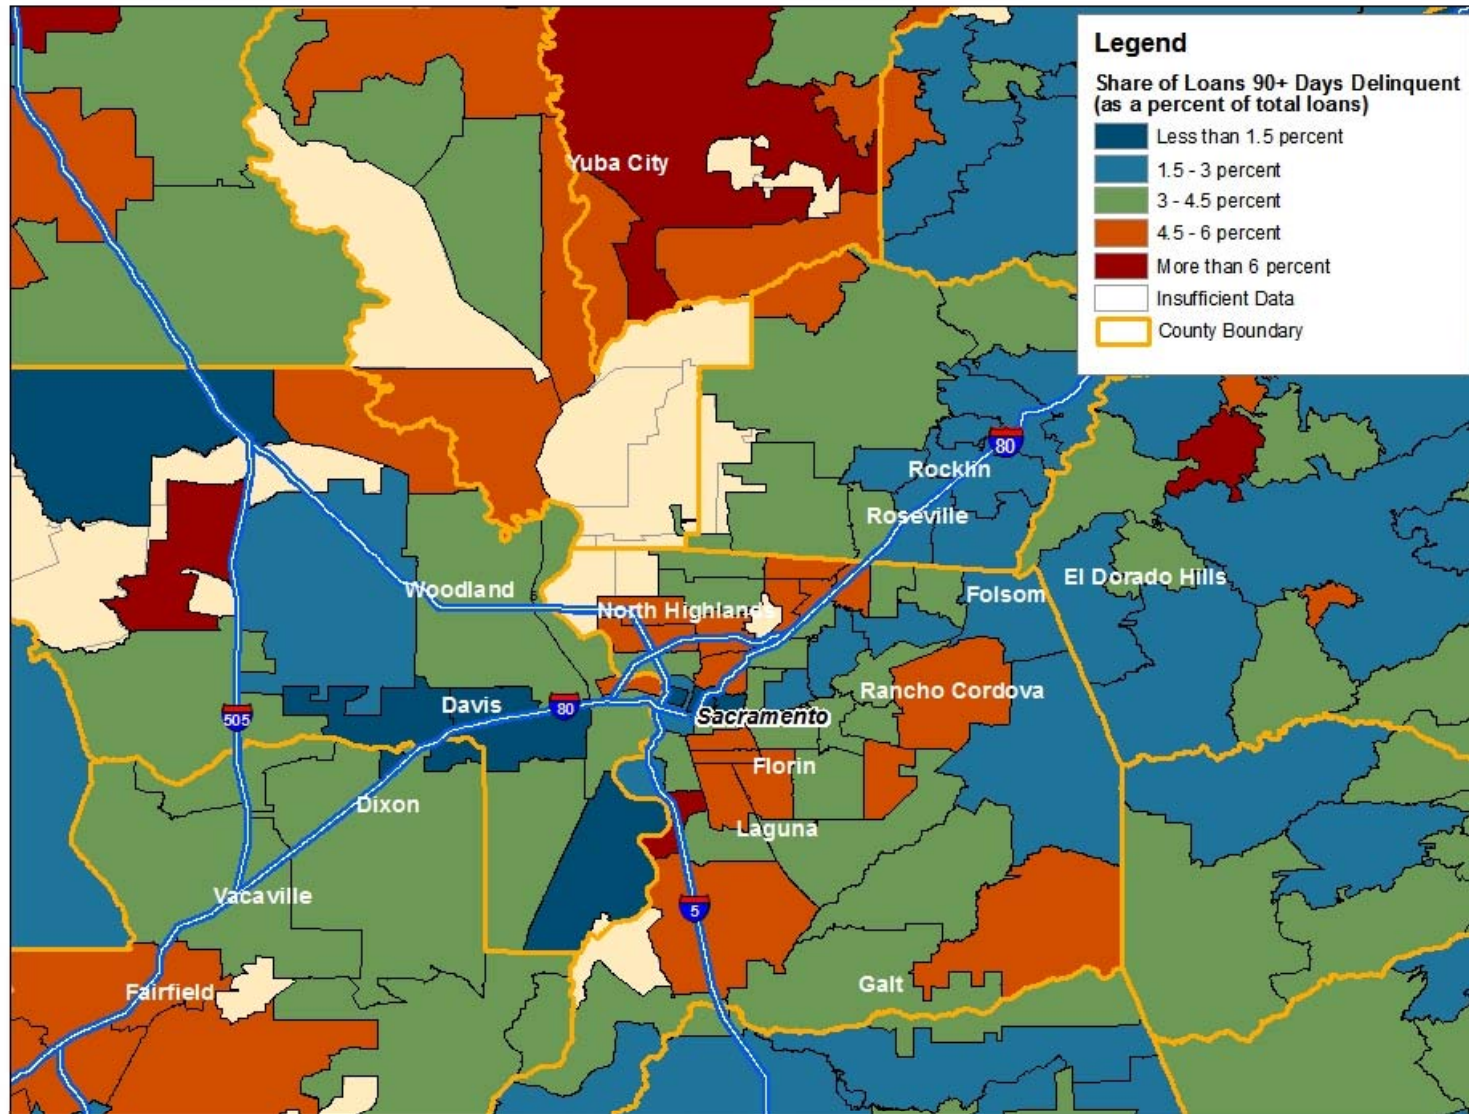 Legend
Share of Loans 90+ Days Delinquent
(as a percent of total loans)
Less than 1.5 percent
1.5 - 3 percent
3 - 4.5 percent
4.5 - 6 percent
More than 6 percent
Insufficient Data
County Boundary
Yuba City
80
Rocklin
Roseville
El Dorado Hills
Woodland
Folsom
North Highlands
Rancho Cordova
Davis
80
505
Sacramento
Florin
Dixon
Laguna
Vacaville
5
Galt
Fairfield